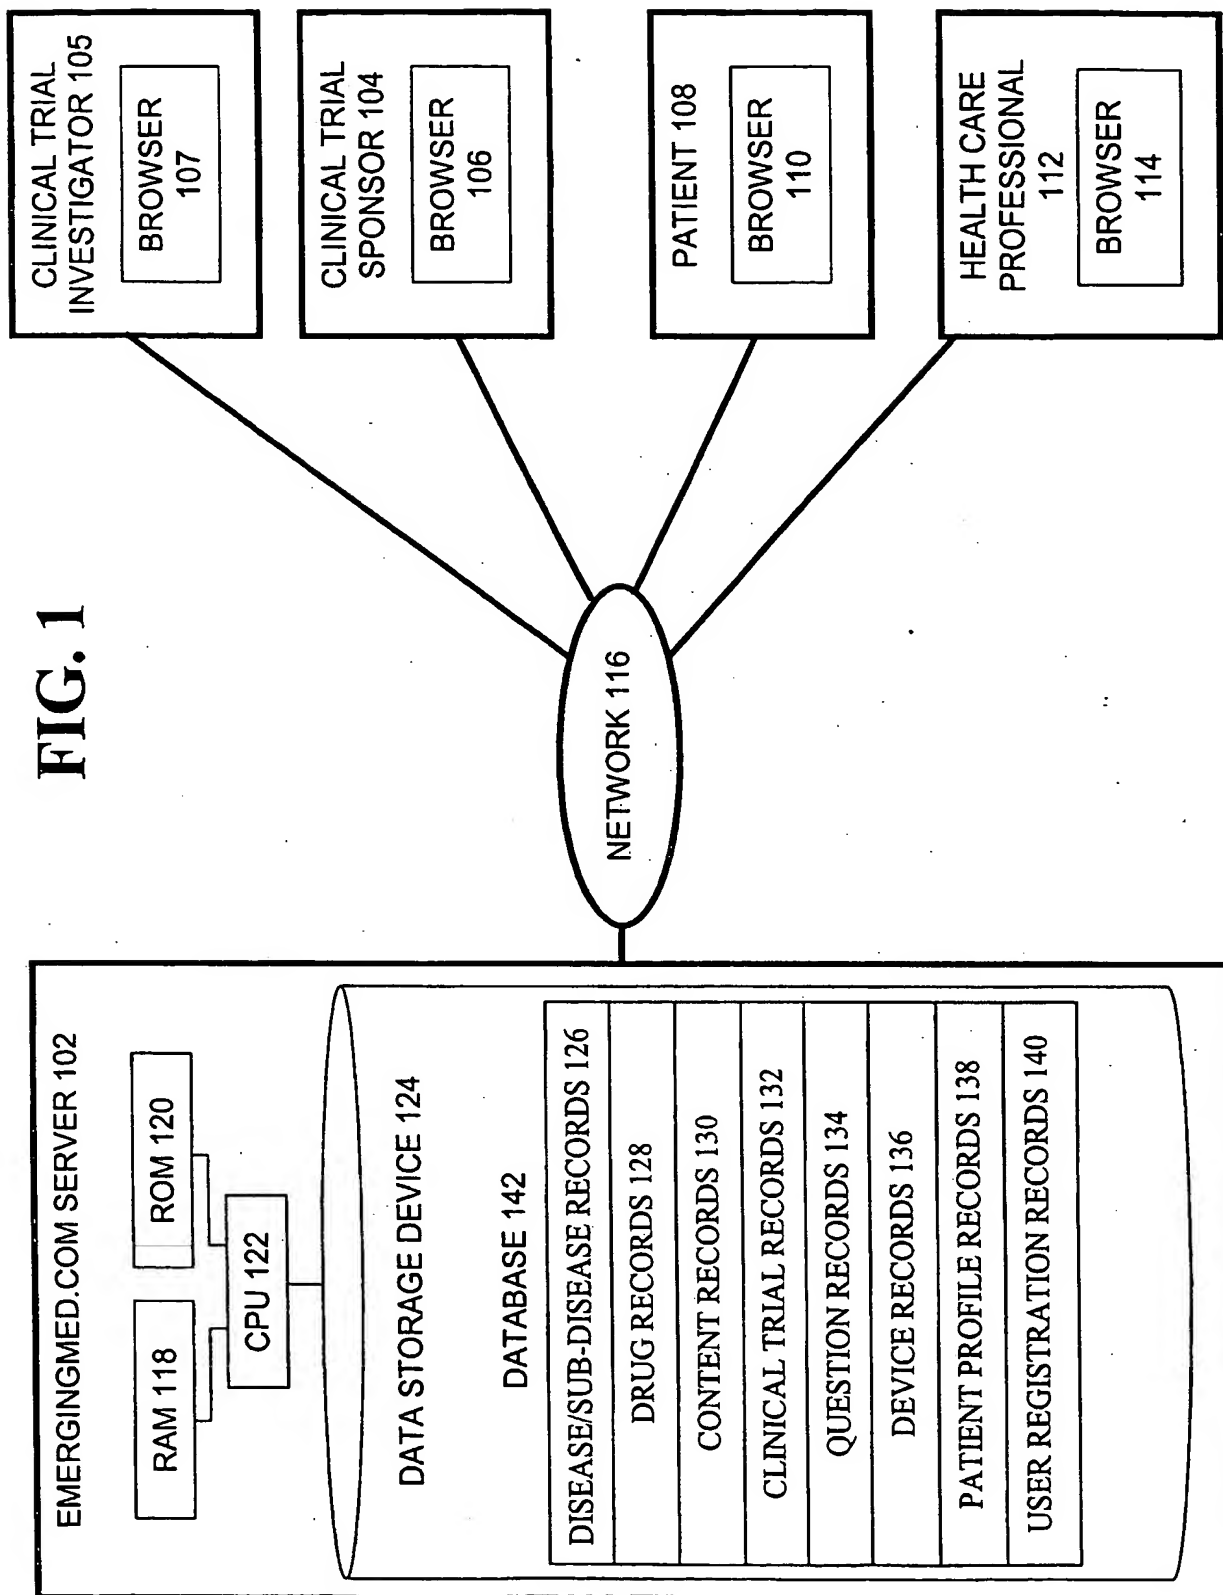 FIG. 1
EMERGINGMED.COM SERVER 102
RAM 118
ROM 120
CPU 122
DATA STORAGE DEVICE 124
DATABASE 142
DISEASE/SUB-DISEASE RECORDS 126
DRUG RECORDS 128
CONTENT RECORDS 130
CLINICAL TRIAL RECORDS 132
QUESTION RECORDS 134
DEVICE RECORDS 136
PATIENT PROFILE RECORDS 138
USER REGISTRATION RECORDS 140
NETWORK 116
CLINICAL TRIAL
INVESTIGATOR 105
BROWSER
107
CLINICAL TRIAL
SPONSOR 104
BROWSER
106
PATIENT 108
BROWSER
110
HEALTH CARE
PROFESSIONAL
112
BROWSER
114